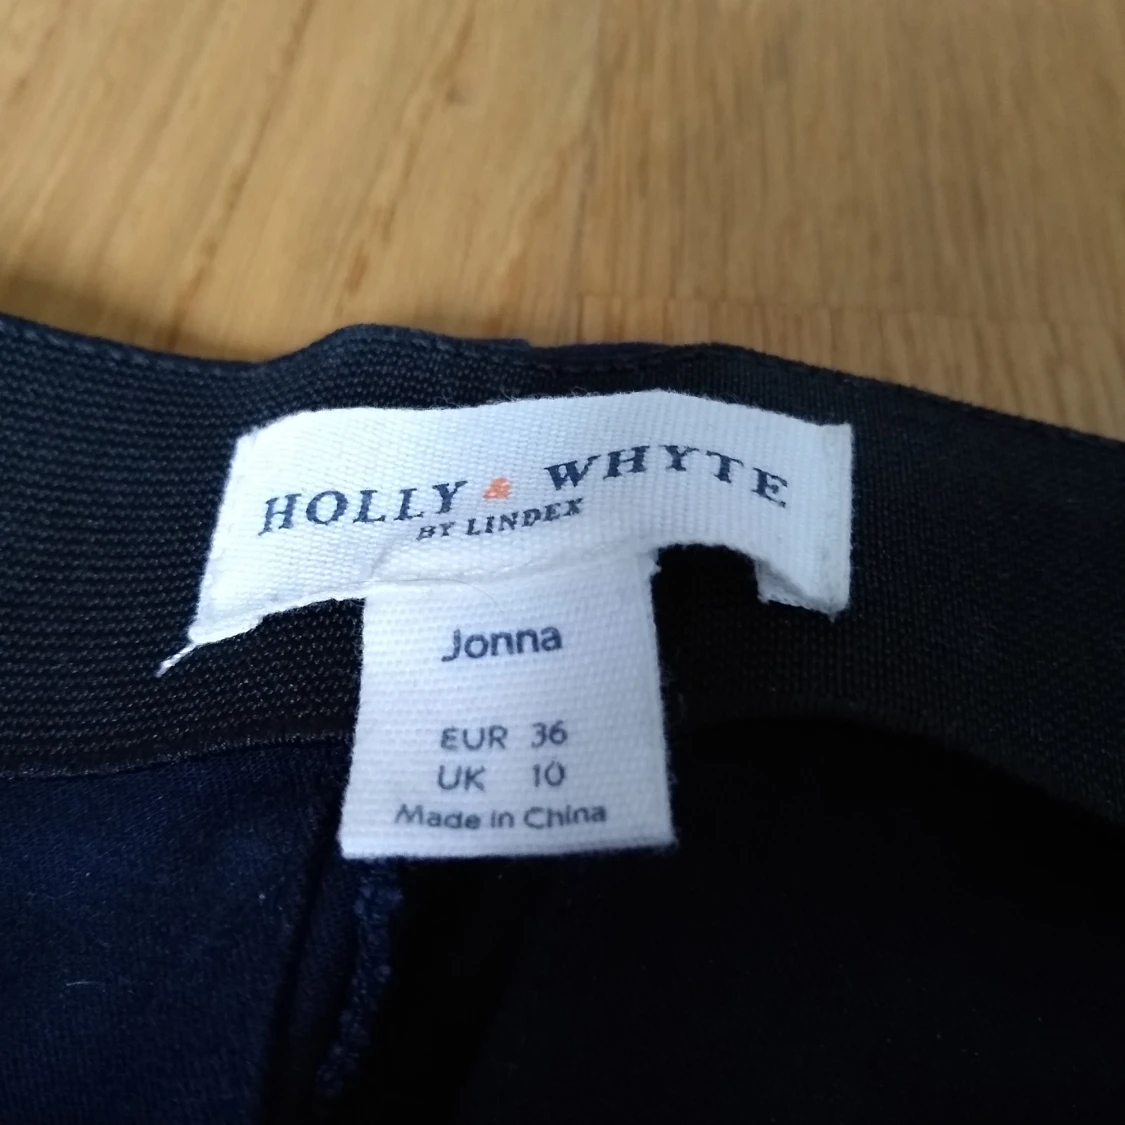 HOLLY & WHYTE
BY LINDEX
Jonna
EUR 36
UK 10
Made in China